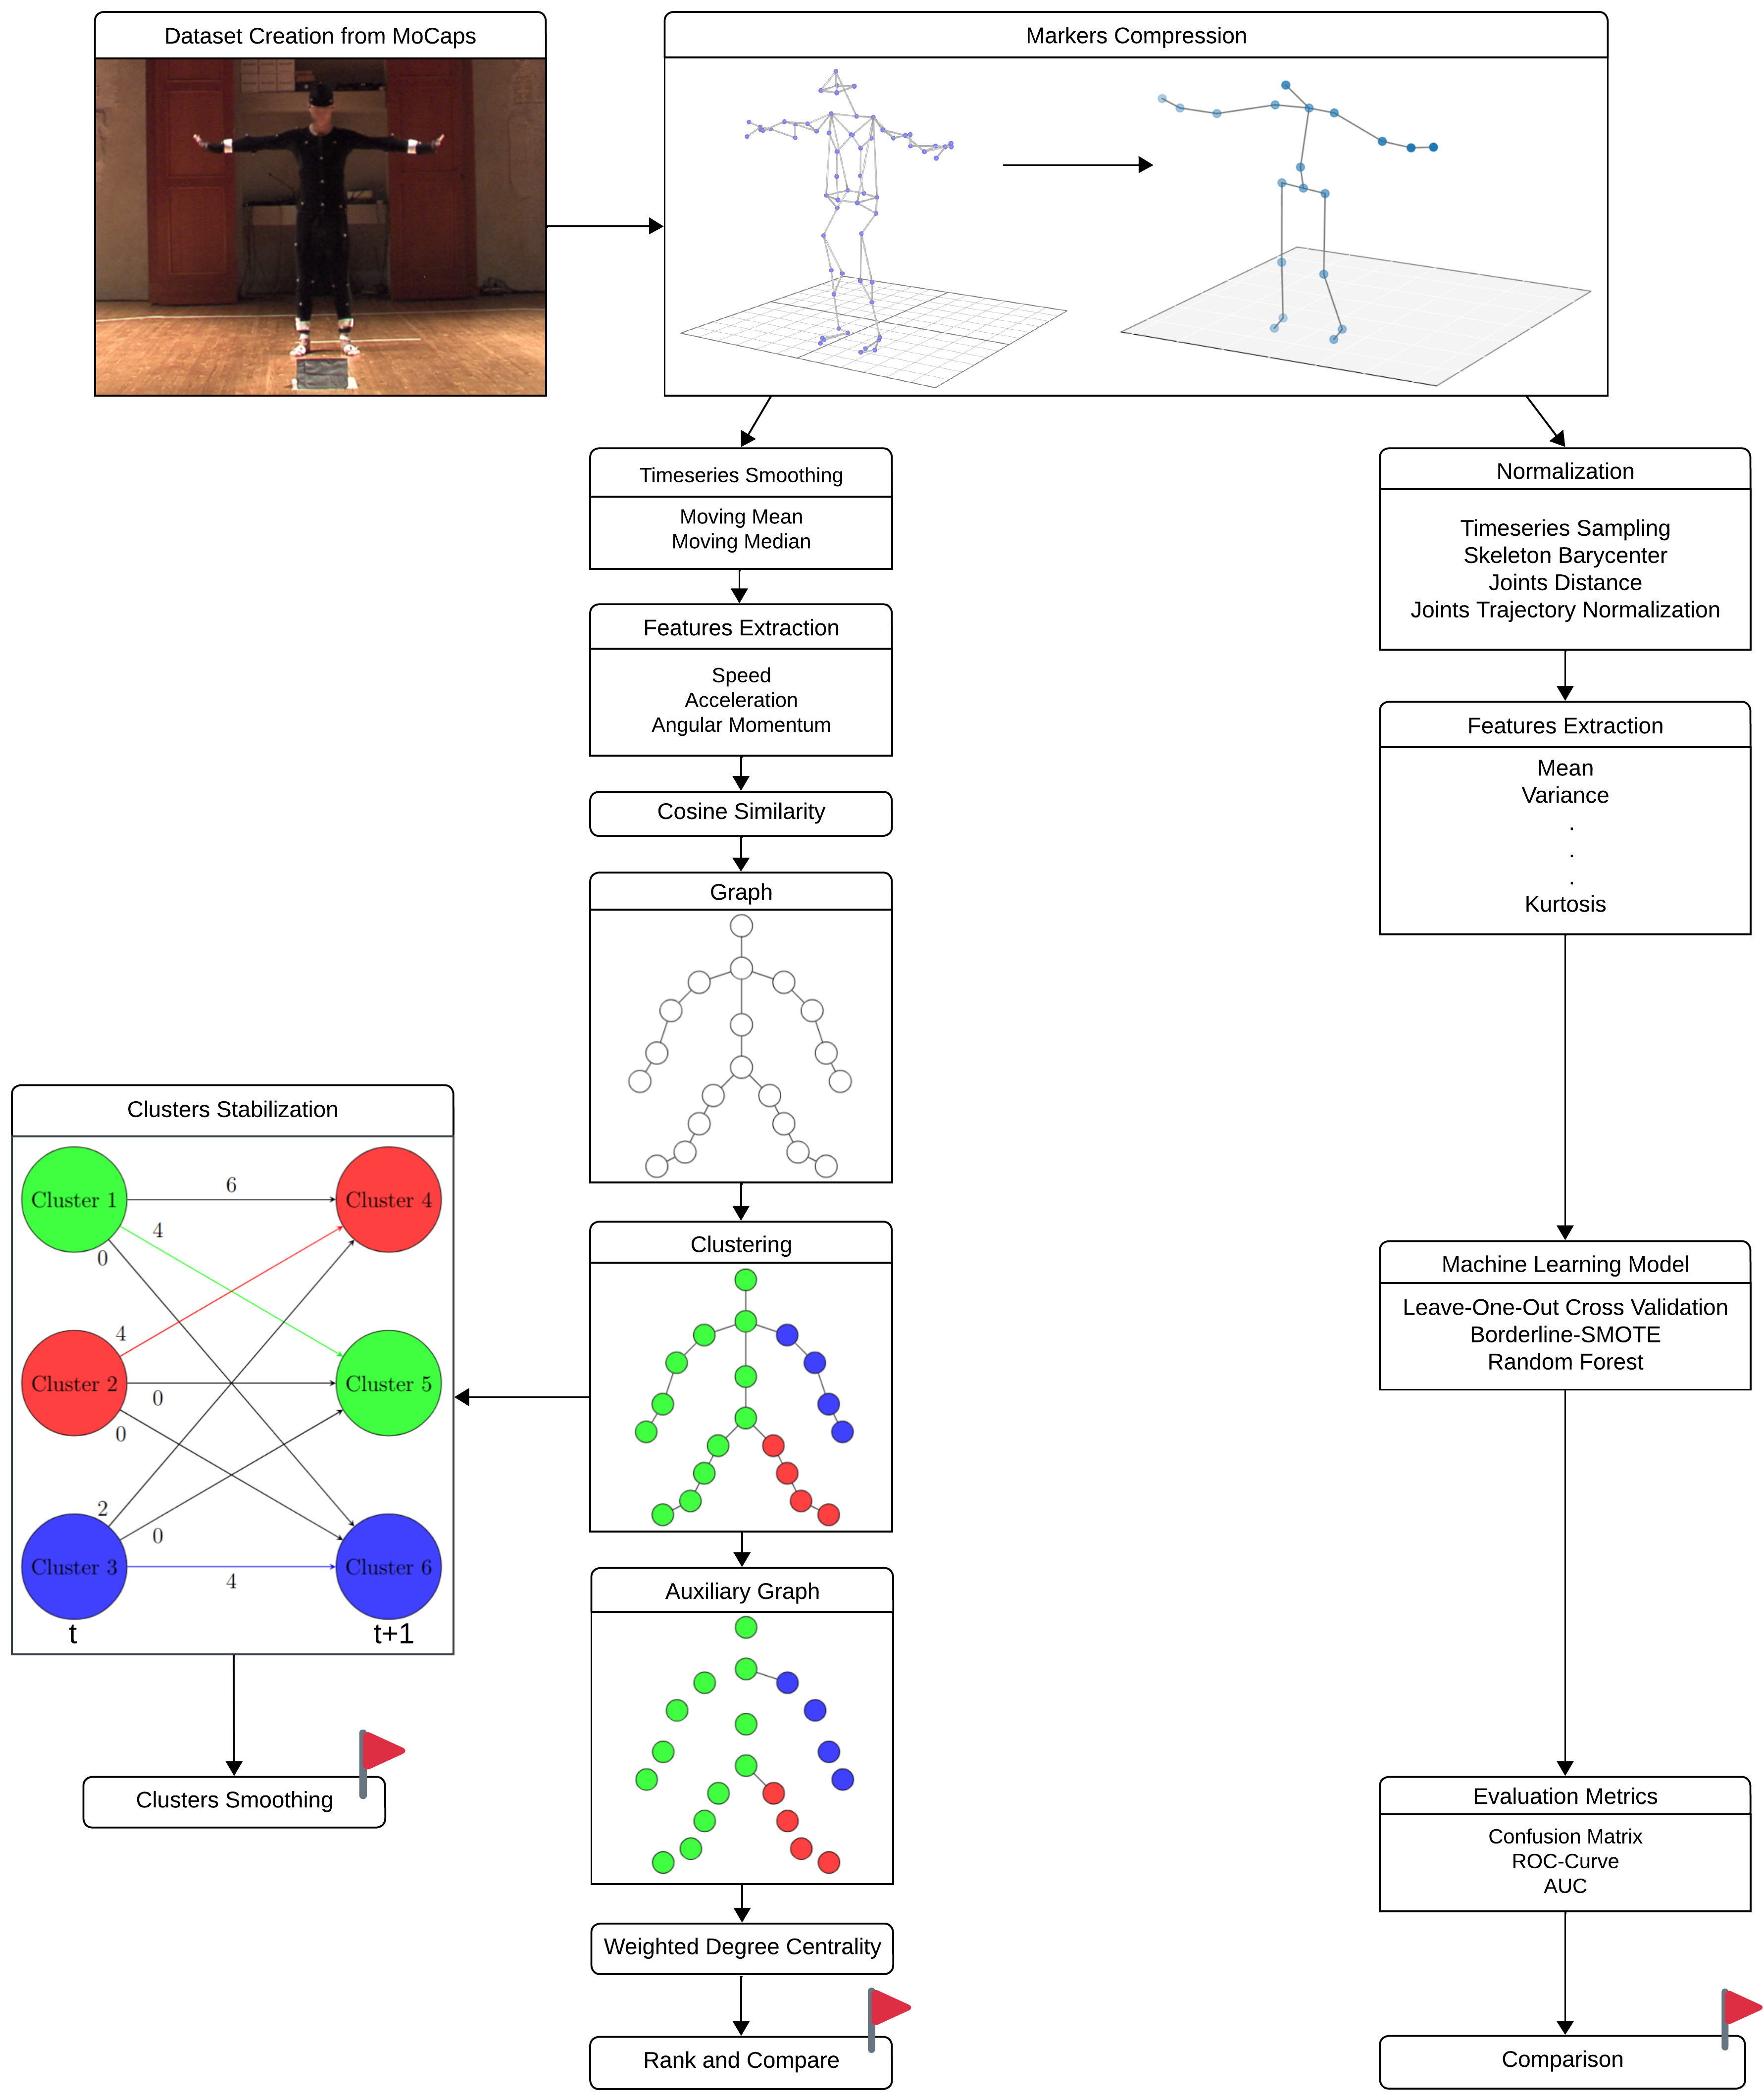 Dataset Creation from MoCaps
Markers Compression
Timeseries Smoothing
Moving Mean
Moving Median
Normalization
Timeseries Sampling
Skeleton Barycenter
Joints Distance
Joints Trajectory Normalization
Features Extraction
Speed
Acceleration
Angular Momentum
Features Extraction
Mean
Variance
.
.
.
Kurtosis
Cosine Similarity
Graph
Clusters Stabilization
Cluster 1
6
Cluster 4
4
0
4
Cluster 2
Cluster 5
0
0
2
0
Cluster 3
4
Cluster 6
t
t+1
Clustering
Machine Learning Model
Leave-One-Out Cross Validation
Borderline-SMOTE
Random Forest
Auxiliary Graph
Clusters Smoothing
Evaluation Metrics
Confusion Matrix
ROC-Curve
AUC
Weighted Degree Centrality
Rank and Compare
Comparison